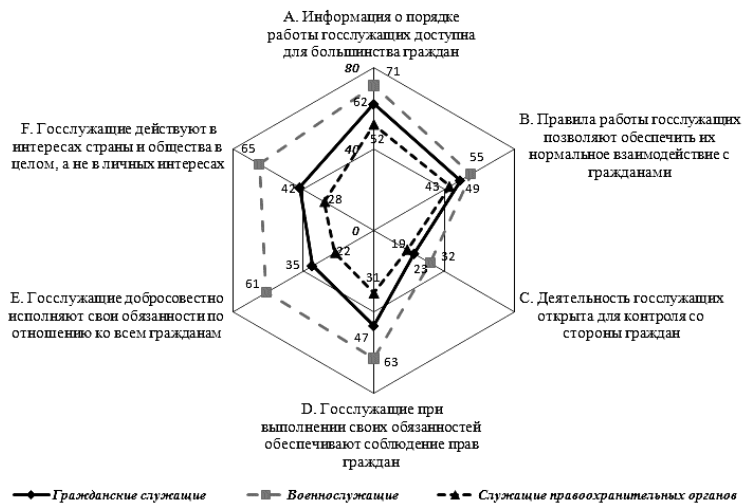 А. Информация о порядке
работы госслужащих доступна
для большинства граждан
80
71
62
F. Госслужащие действуют в
интересах страны и общества в
целом, а не в личных интересах
65
52
40
В. Правила работы госслужащих
позволяют обеспечить их
нормальное взаимодействие с
гражданами
55
43
49
42
28
0
19
32
22
23
35
31
Е. Госслужащие добросовестно
исполняют свои обязанности по
отношению ко всем гражданам
61
С. Деятельность госслужащих
открыта для контроля со
стороны граждан
47
63
D. Госслужащие при
выполнении своих обязанностей
обеспечивают соблюдение прав
граждан
Гражданские служащие Военнослужащие Служащие правоохранительных органов